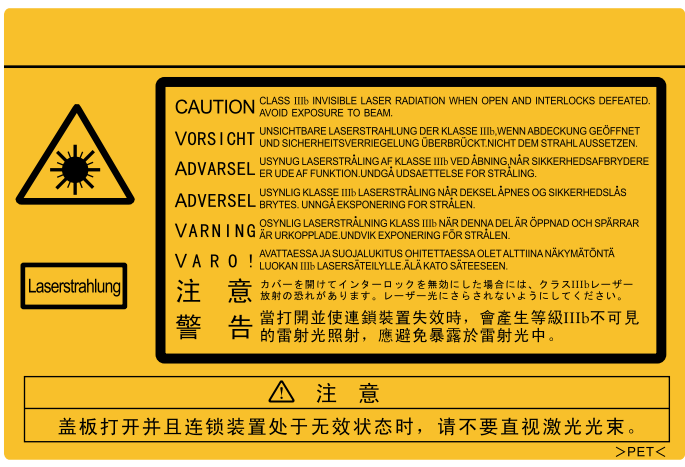 CAUTION CLASS IIIb INVISIBLE LASER RADIATION WHEN OPEN AND INTERLOCKS DEFEATED.
AVOID EXPOSURE TO BEAM.
VORSICHT UNSICHTBARE LASERSTRAHLUNG DER KLASSE IIIb,WENN ABDECKUNG GEÖFFNET
UND SICHERHEITSVERRIEGELUNG ÜBERBRÜCKT.NICHT DEM STRAHL AUSSETZEN.
ADVARSEL USYNUG LASERSTRÅLING AF KLASSE IIIb VED ÅBNING,NÅR SIKKERHEDSAFBRYDERE
ER UDE AF FUNKTION.UNDGÅ UDSAETTELSE FOR STRÅLING.
ADVERSEL USYNLIG KLASSE IIIb LASERSTRÅLING NÅR DEKSEL ÅPNES OG SIKKERHEDSLÅS
BRYTES. UNNGÅ EKSPONERING FOR STRÅLEN.
VARNING OSYNLIG LASERSTRÅLNING KLASS IIIb NÄR DENNA DEL ÄR ÖPPNAD OCH SPÄRRAR
ÄR URKOPPLADE.UNDVIK EXPONERING FÖR STRÅLEN.
VARO! AVATTAESSA JA SUOJALUKITUS OHITETTAESSA OLET ALTTIINA NÄKYMÄTÖNTÄ
LUOKAN IIIb LASERSÄTEILYLLE.ÄLÄ KATO SÄTEESEEN.
Laserstrahlung
注意 カバーを開けてインターロックを無効にした場合には、クラスIIIbレーザー
放射の恐れがあります。レーザー光にさらされないようにしてください。
警告 當打開並使連鎖裝置失效時，會產生等級IIIb不可見
的雷射光照射，應避免暴露於雷射光中。
注意
盖板打开并且连锁装置处于无效状态时，请不要直视激光光束。
>PET<